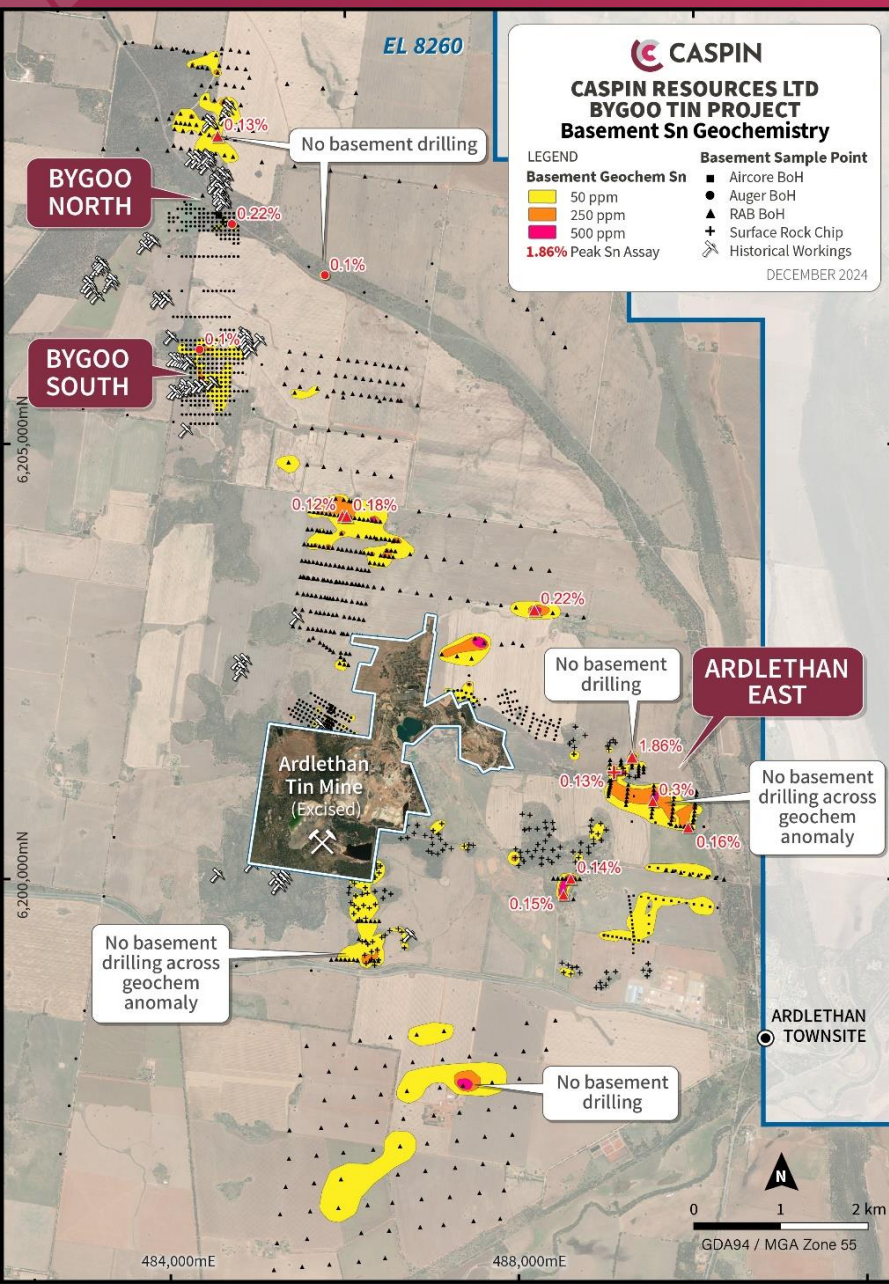 EL 8260
CASPIN
CASPIN RESOURCES LTD
BYGOO TIN PROJECT
Basement Sn Geochemistry
LEGEND
Basement Geochem Sn
50 ppm
250 ppm
500 ppm
1.86% Peak Sn Assay
Basement Sample Point
Aircore BoH
Auger BoH
RAB BoH
Surface Rock Chip
Historical Workings
DECEMBER 2024
0.13%
No basement drilling
BYGOO
NORTH
0.22%
0.1%
0.1%
BYGOO
SOUTH
6,205,000mN
0.12%
0.18%
0.22%
No basement
drilling
ARDLETHAN
EAST
1.86%
0.13%
0.3%
No basement
drilling across
geochem
anomaly
0.16%
Ardlethan
Tin Mine
(Excised)
0.14%
0.15%
6,200,000mN
No basement
drilling across
geochem
anomaly
ARDLETHAN
TOWNSITE
No basement
drilling
N
0 1 2 km
GDA94 / MGA Zone 55
484,000mE
488,000mE